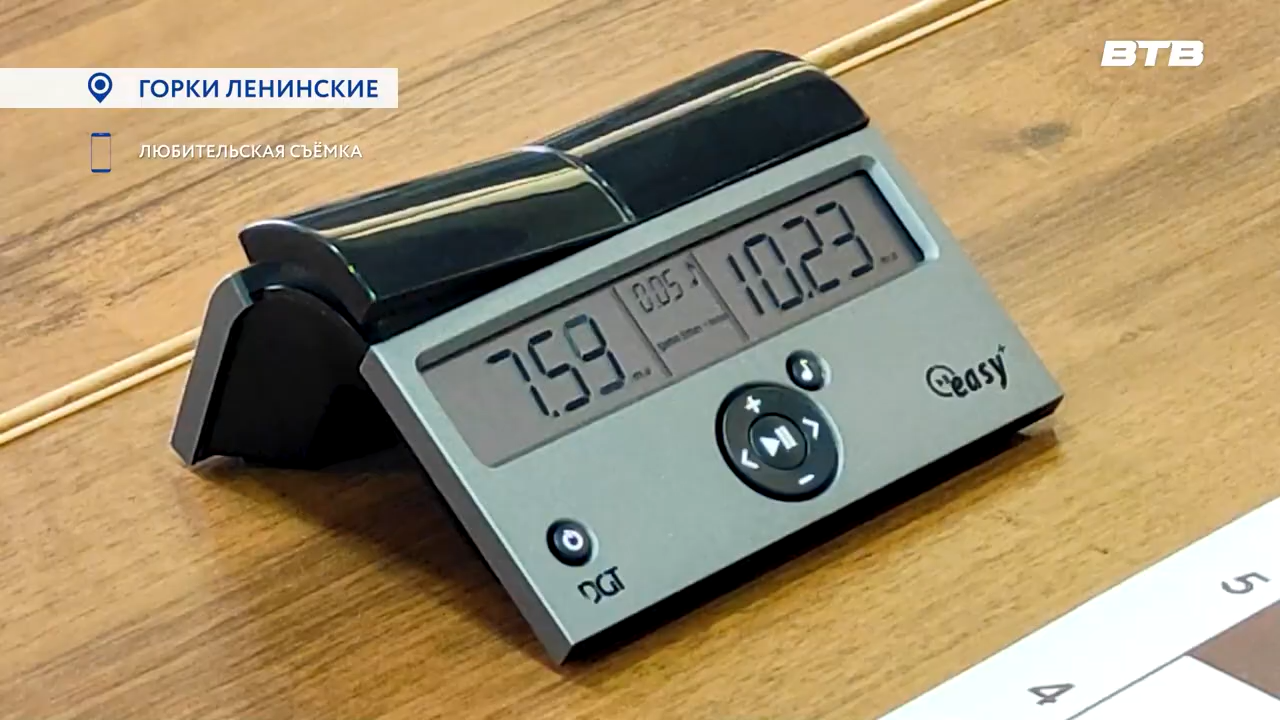 ВТВ
ГОРКИ ЛЕНИНСКИЕ
ЛЮБИТЕЛЬСКАЯ СЪЁМКА
7.59
0.05
10.23
easy+
DGT
5
4